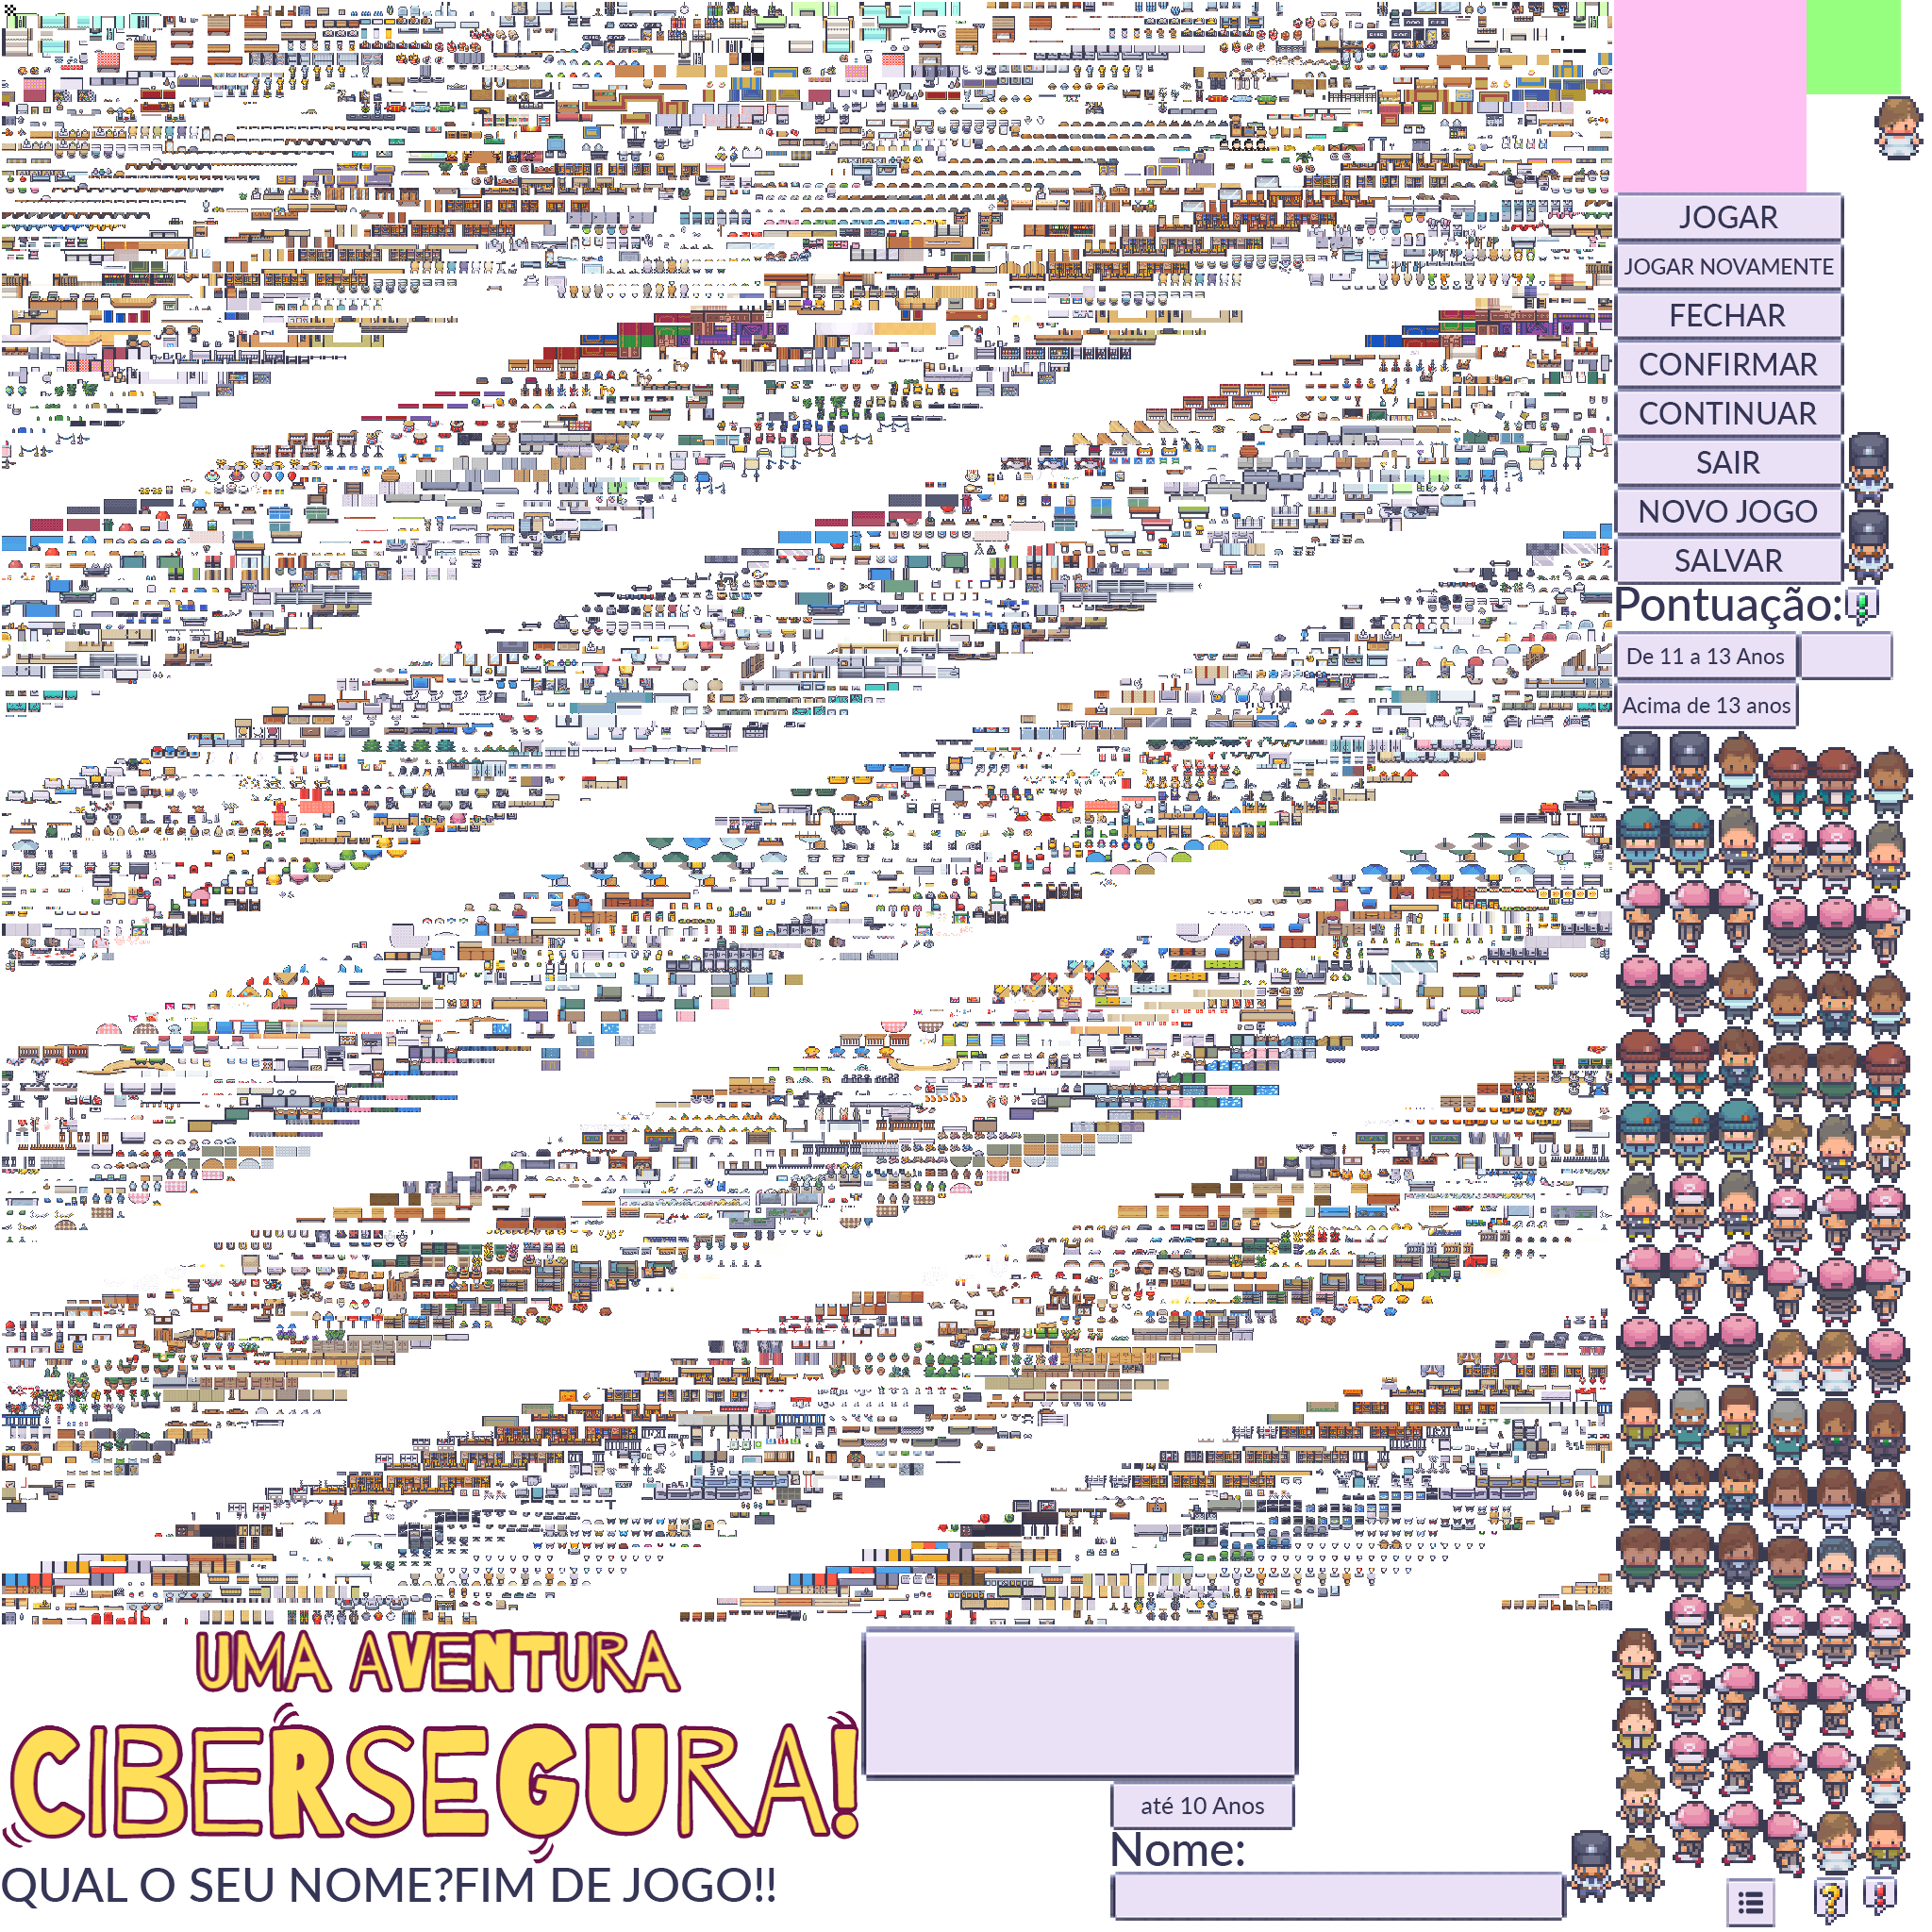 JOGAR
JOGAR NOVAMENTE
FECHAR
CONFIRMAR
CONTINUAR
SAIR
NOVO JOGO
SALVAR
Pontuação:
De 11 a 13 Anos
Acima de 13 anos
UMA AVENTURA
CIBERSEGURA!
até 10 Anos
Nome:
QUAL O SEU NOME?FIM DE JOGO!!